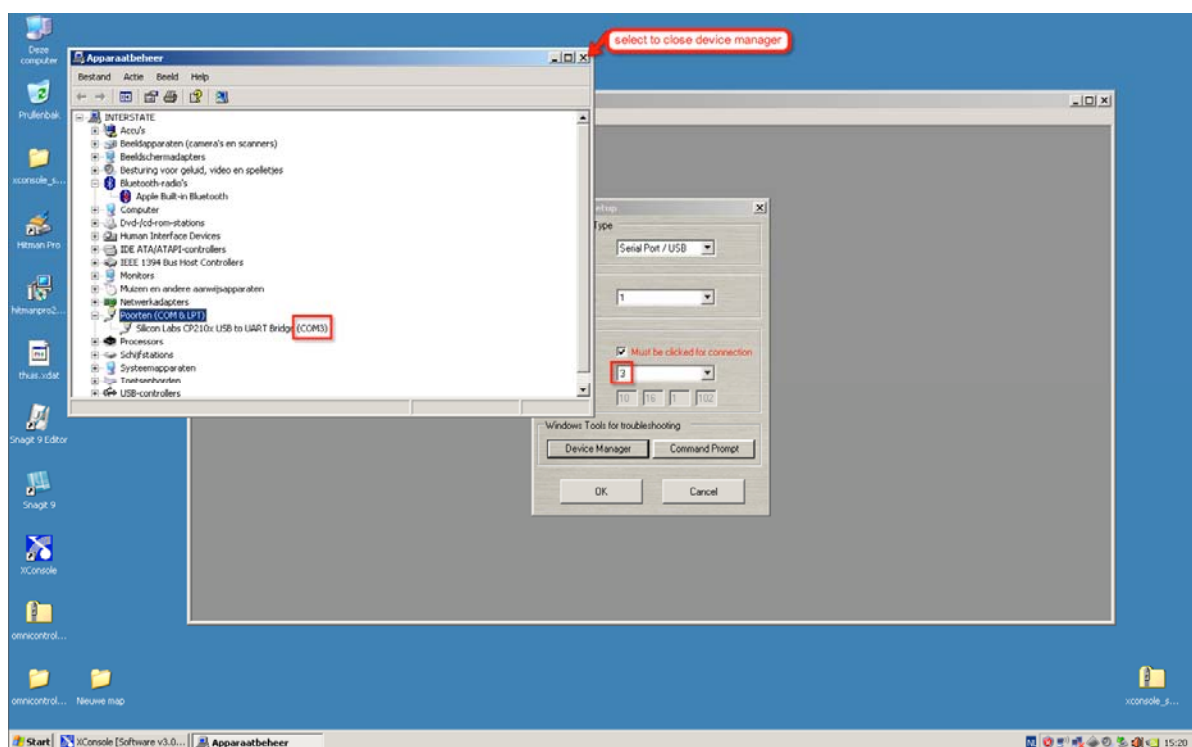 Deze
computer
Prullenbak
xconsole_s...
Hitman Pro
hitmanpro2...
thuis.xdat
Snagit 9 Editor
Snagit 9
XConsole
omnicontrol...
omnicontrol...
Nieuwe map
xconsole_s...
select to close device manager
Apparaatbeheer
Bestand Actie Beeld Help
INTERSTATE
Accu's
Beeldapparaten (camera's en scanners)
Beeldschermadapters
Besturing voor geluid, video en spelletjes
Bluetooth-radio's
Apple Built-in Bluetooth
Computer
Dvd-/cd-rom-stations
Human Interface Devices
IDE ATA/ATAPI-controllers
IEEE 1394 Bus Host Controllers
Monitors
Muizen en andere aanwijsapparaten
Netwerkadapters
Poorten (COM & LPT)
Silicon Labs CP210x USB to UART Bridge (COM3)
Processors
Schijfstations
Systeemapparaten
Toetsenborden
USB-controllers
Type
Serial Port / USB
1
Must be clicked for connection
3
10 16 1 102
Windows Tools for troubleshooting
Device Manager Command Prompt
OK Cancel
Start XConsole [Software v3.0... Apparaatbeheer NL 15:20